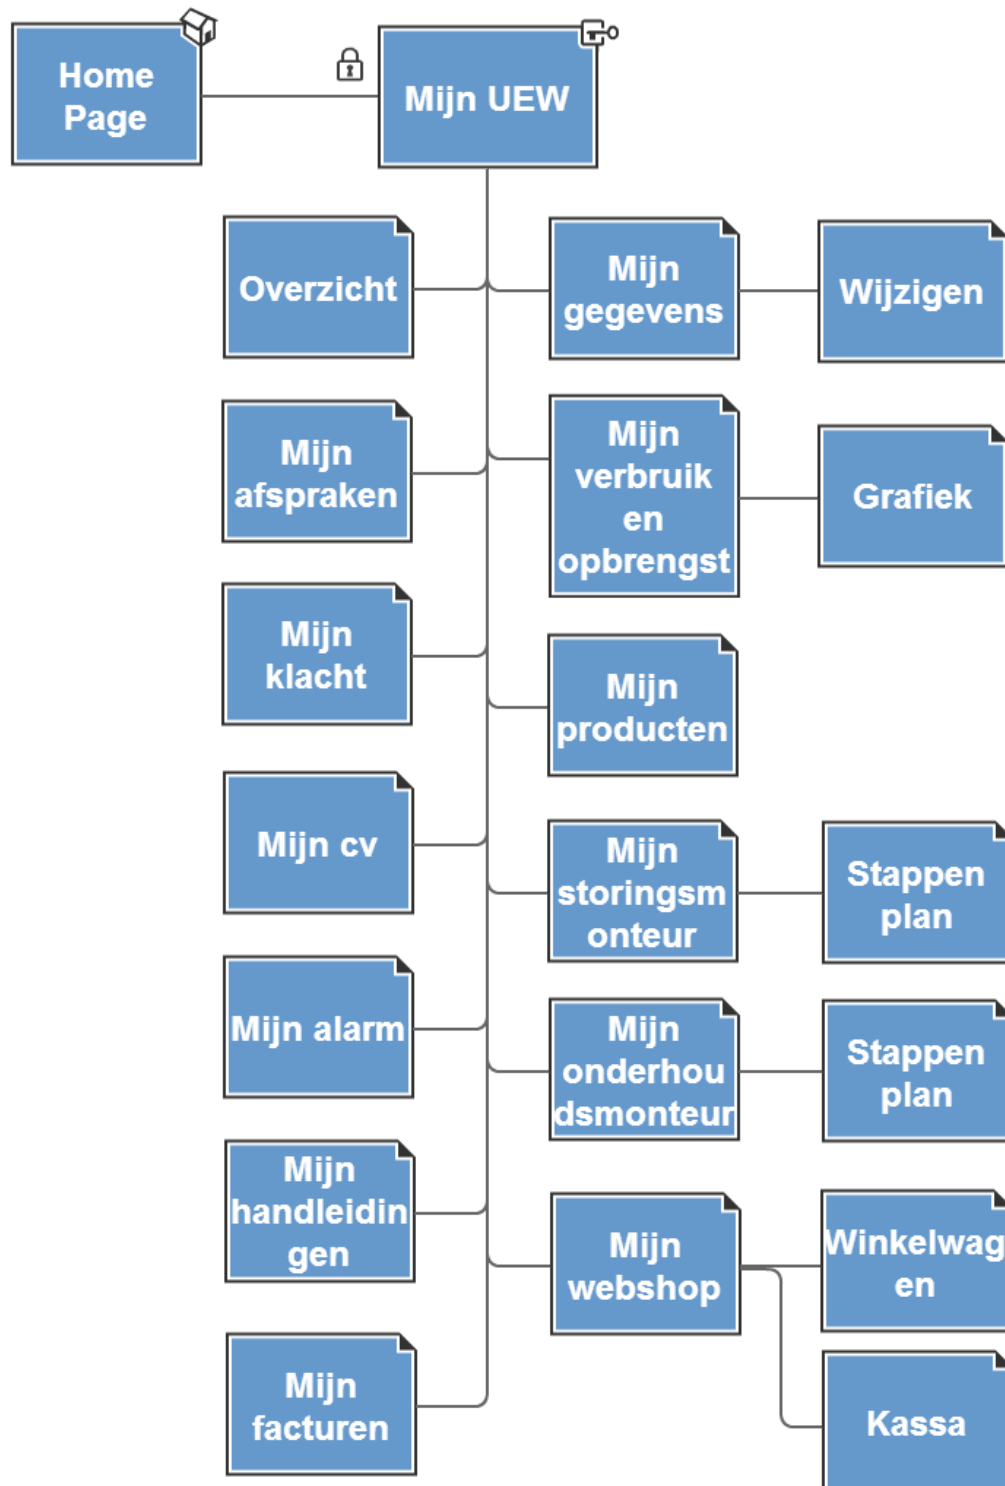 Home
Page
Mijn UEW
Overzicht
Mijn
gegevens
Wijzigen
Mijn
afspraken
Mijn
verbruik
en
opbrengst
Grafiek
Mijn
klacht
Mijn
producten
Mijn cv
Mijn
storingsm
onteur
Stappen
plan
Mijn alarm
Mijn
onderhou
dsmonteur
Stappen
plan
Mijn
handleidin
gen
Mijn
webshop
Winkelwag
en
Mijn
facturen
Kassa